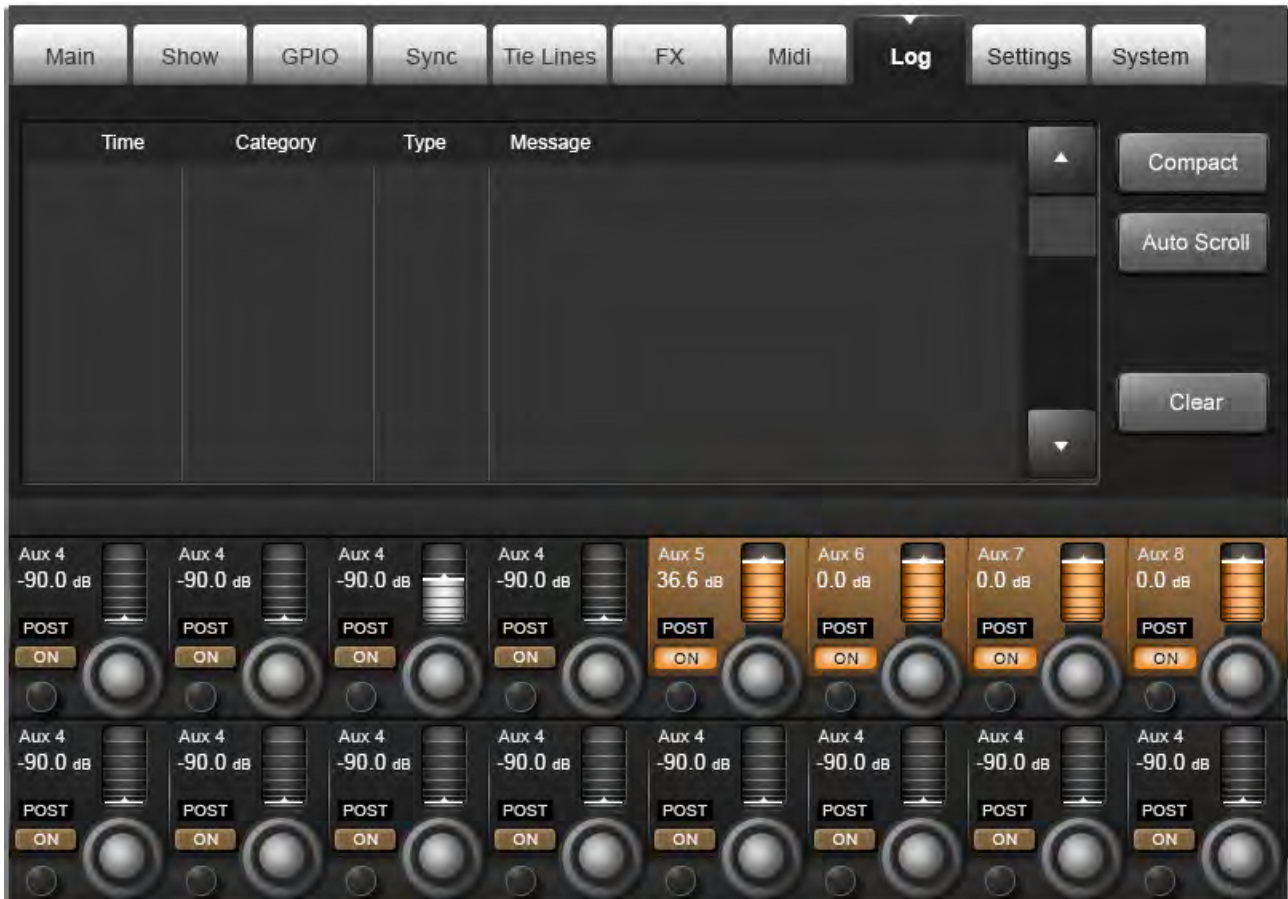 Main Show GPIO Sync Tie Lines FX Midi Log Settings System
Time Category Type Message
Compact
Auto Scroll
Clear
Aux 4 Aux 4 Aux 4 Aux 4 Aux 5 Aux 6 Aux 7 Aux 8
-90.0 dB -90.0 dB -90.0 dB -90.0 dB 36.6 dB 0.0 dB 0.0 dB 0.0 dB
POST POST POST POST POST POST POST POST
ON ON ON ON ON ON ON ON
Aux 4 Aux 4 Aux 4 Aux 4 Aux 4 Aux 4 Aux 4 Aux 4
-90.0 dB -90.0 dB -90.0 dB -90.0 dB -90.0 dB -90.0 dB -90.0 dB -90.0 dB
POST POST POST POST POST POST POST POST
ON ON ON ON ON ON ON ON